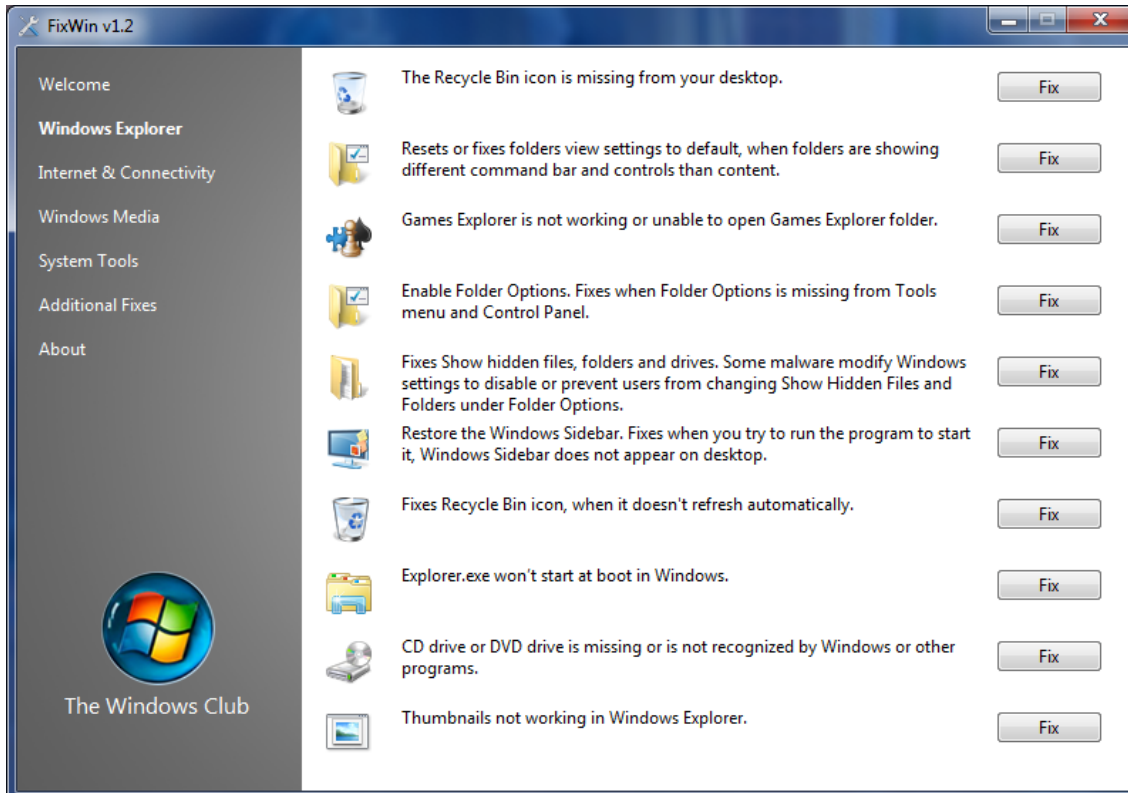 FixWin v1.2
Welcome
Windows Explorer
Internet & Connectivity
Windows Media
System Tools
Additional Fixes
About
The Windows Club
The Recycle Bin icon is missing from your desktop.
Fix
Resets or fixes folders view settings to default, when folders are showing
different command bar and controls than content.
Fix
Games Explorer is not working or unable to open Games Explorer folder.
Fix
Enable Folder Options. Fixes when Folder Options is missing from Tools
menu and Control Panel.
Fix
Fixes Show hidden files, folders and drives. Some malware modify Windows
settings to disable or prevent users from changing Show Hidden Files and
Folders under Folder Options.
Fix
Restore the Windows Sidebar. Fixes when you try to run the program to start
it, Windows Sidebar does not appear on desktop.
Fix
Fixes Recycle Bin icon, when it doesn't refresh automatically.
Fix
Explorer.exe won't start at boot in Windows.
Fix
CD drive or DVD drive is missing or is not recognized by Windows or other
programs.
Fix
Thumbnails not working in Windows Explorer.
Fix